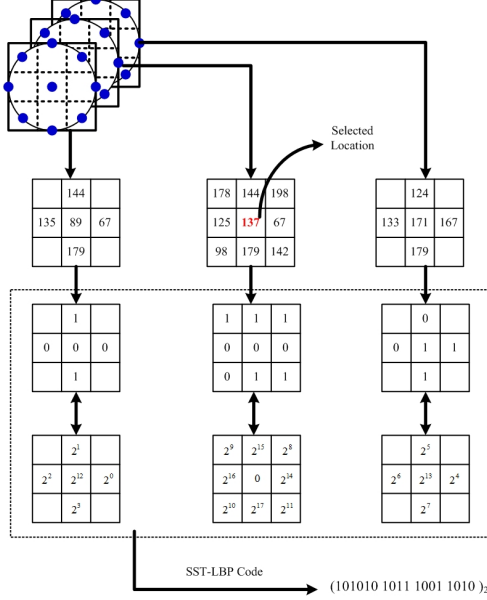 Selected
Location
144
135 89 67
179
178 144 198
125 137 67
98 179 142
124
133 171 167
179
1
0 0 0
1
1 1 1
0 0 0
0 1 1
0
0 1 1
1
2¹
2² 2¹² 2⁰
2³
2⁹ 2¹⁵ 2⁸
2¹⁶ 0 2¹⁴
2¹⁰ 2¹⁷ 2¹¹
2⁵
2⁶ 2¹³ 2⁴
2⁷
SST-LBP Code
(101010 1011 1001 1010 )₂